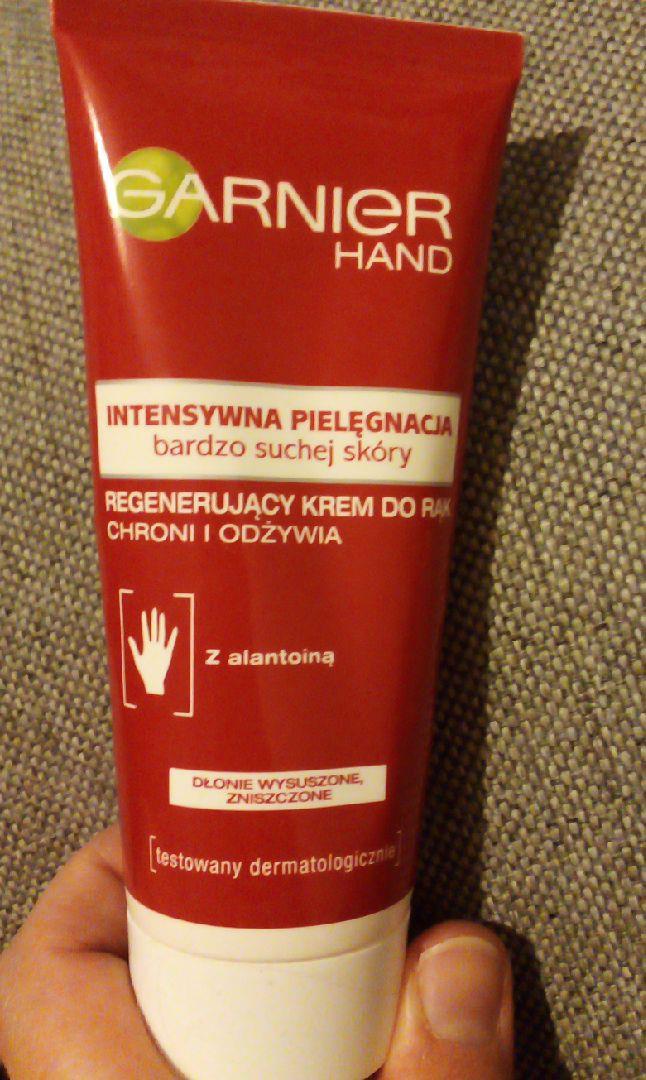 GARNIER
HAND
INTENSYWNA PIELĘGNACJA
bardzo suchej skóry
REGENERUJĄCY KREM DO RĄK
CHRONI I ODŻYWIA
Z alantoiną
DŁONIE WYSUSZONE,
ZNISZCZONE
[testowany dermatologicznie]